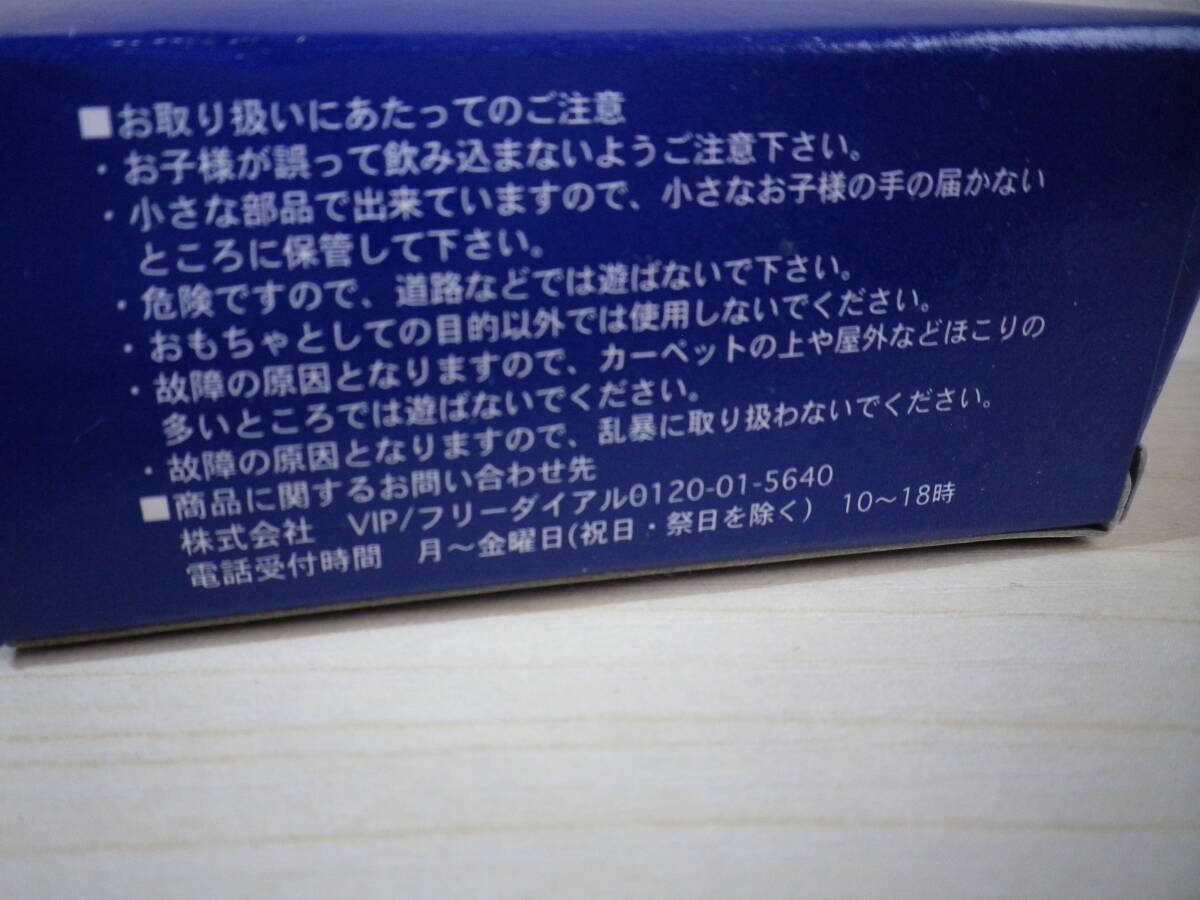 ■お取り扱いにあたってのご注意
・お子様が誤って飲み込まないようご注意下さい。
・小さな部品で出来ていますので、小さなお子様の手の届かない
ところに保管して下さい。
・危険ですので、道路などでは遊ばないで下さい。
・おもちゃとしての目的以外では使用しないでください。
・故障の原因となりますので、カーペットの上や屋外などほこりの
多いところでは遊ばないでください。
・故障の原因となりますので、乱暴に取り扱わないでください。
■商品に関するお問い合わせ先
株式会社　VIP/フリーダイアル0120-01-5640
電話受付時間　月～金曜日(祝日・祭日を除く)　10～18時